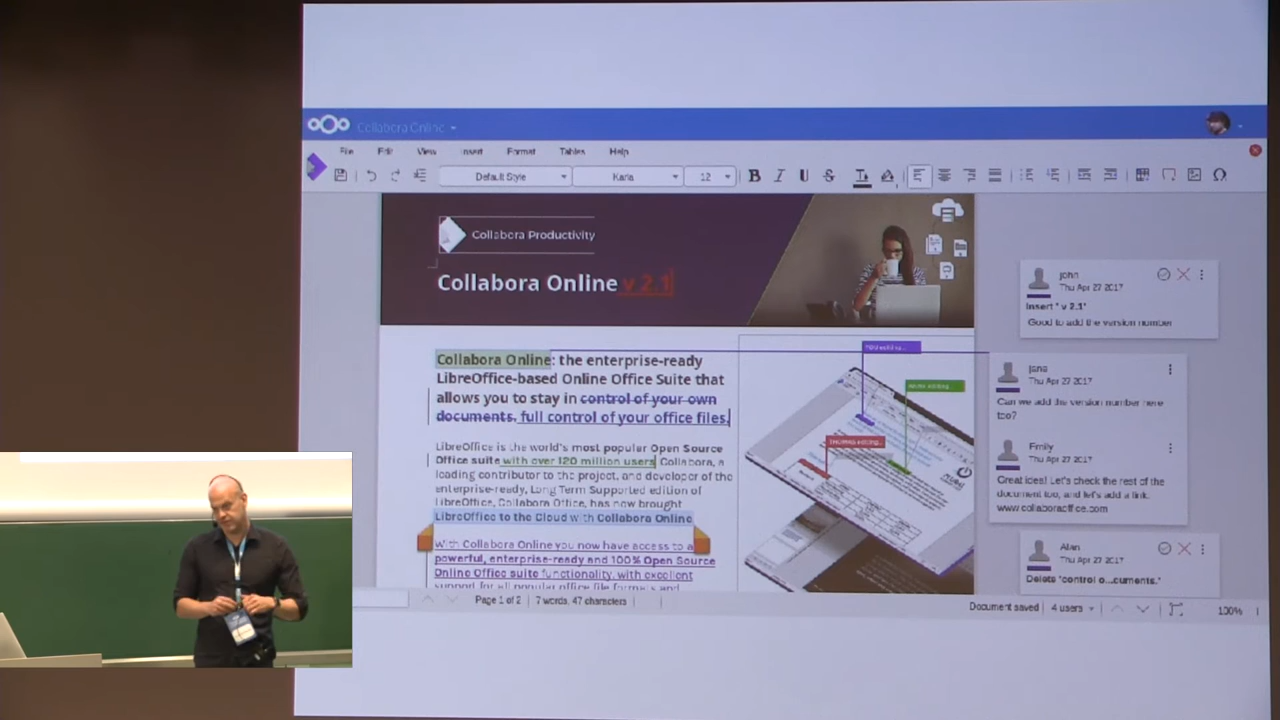 Collabora Online
File Edit View Insert Format Tables Help
Default Style Karla 12 B I U S
Collabora Productivity
Collabora Online v 2.1
Collabora Online: the enterprise-ready
LibreOffice-based Online Office Suite that
allows you to stay in control of your own
documents. full control of your office files.
LibreOffice is the world's most popular Open Source
Office suite with over 120 million users Collabora, a
leading contributor to the project, and developer of the
enterprise-ready, Long Term Supported edition of
LibreOffice, Collabora Office, has now brought
LibreOffice to the Cloud with Collabora Online
With Collabora Online you now have access to a
powerful, enterprise-ready and 100% Open Source
Online Office suite functionality, with excellent
support for all popular office file formats and
john
Thu Apr 27 2017
Insert " v 2.1"
Good to add the version number
jana
Thu Apr 27 2017
Can we add the version number here
too?
Emily
Thu Apr 27 2017
Great idea! Let's check the rest of the
document too, and let's add a link:
www.collaboraoffice.com
Alan
Thu Apr 27 2017
Delete "control o...cuments."
Page 1 of 2 7 words, 47 characters Document saved 4 users 100%